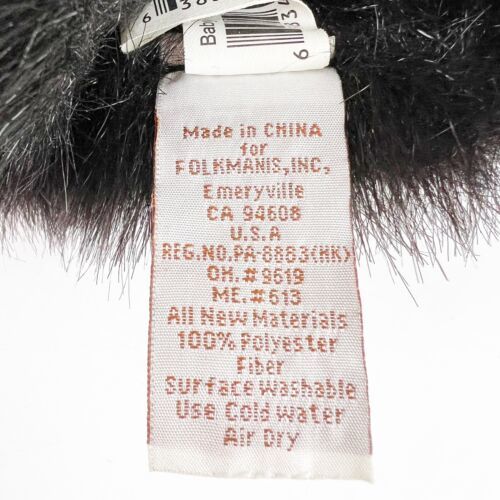 Made in CHINA
for
FOLKMANIS,INC.
Emeryville
CA 94608
U.S.A
REG.NO.PA-8883(HK)
OH.#9619
ME.#613
All New Materials
100% Polyester
Fiber
Surface washable
Use Cold water
Air Dry